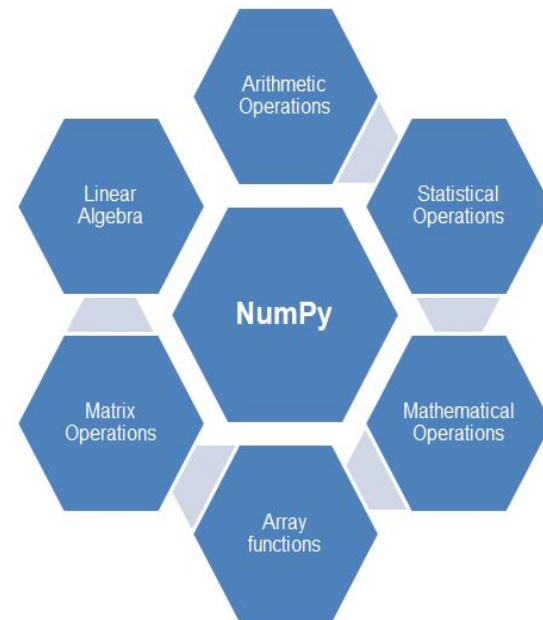 Arithmetic
Operations
Linear
Algebra
Statistical
Operations
NumPy
Matrix
Operations
Mathematical
Operations
Array
functions